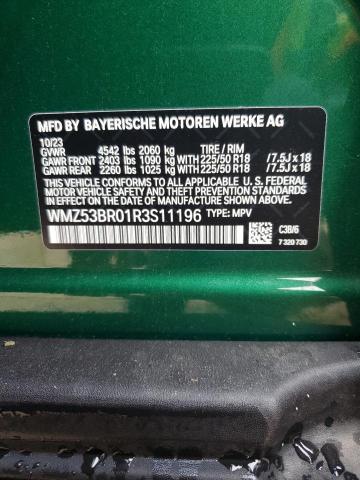 MFD BY BAYERISCHE MOTOREN WERKE AG
10/23
GVWR 4542 lbs 2060 kg TIRE / RIM
GAWR FRONT 2403 lbs 1090 kg WITH 225/50 R18 /7.5J x 18
GAWR REAR 2260 lbs 1025 kg WITH 225/50 R18 /7.5J x 18
THIS VEHICLE CONFORMS TO ALL APPLICABLE U.S. FEDERAL
MOTOR VEHICLE SAFETY AND THEFT PREVENTION STANDARDS
IN EFFECT ON THE DATE OF MANUFACTURE SHOWN ABOVE.
WMZ53BR01R3S11196 TYPE: MPV
C3B/6
7 320 730